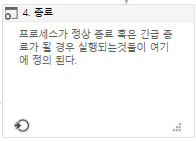 4. 종료
프로세스가 정상 종료 혹은 긴급 종
료가 될 경우 실행되는것들이 여기
에 정의 된다.